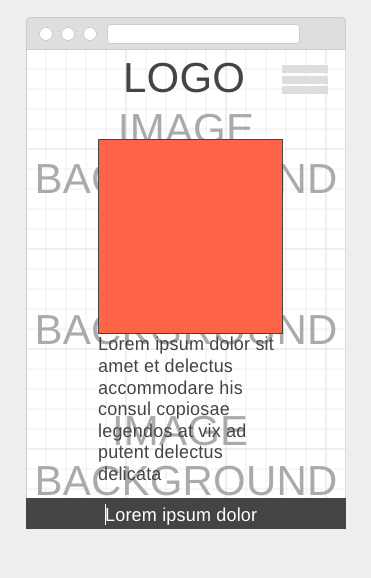 LOGO
IMAGE
BACKGROUND
BACKGROUND
Lorem ipsum dolor sit
amet et delectus
accommodare his
consul copiosae
legendos at vix ad
putent delectus
delicata
IMAGE
BACKGROUND
Lorem ipsum dolor